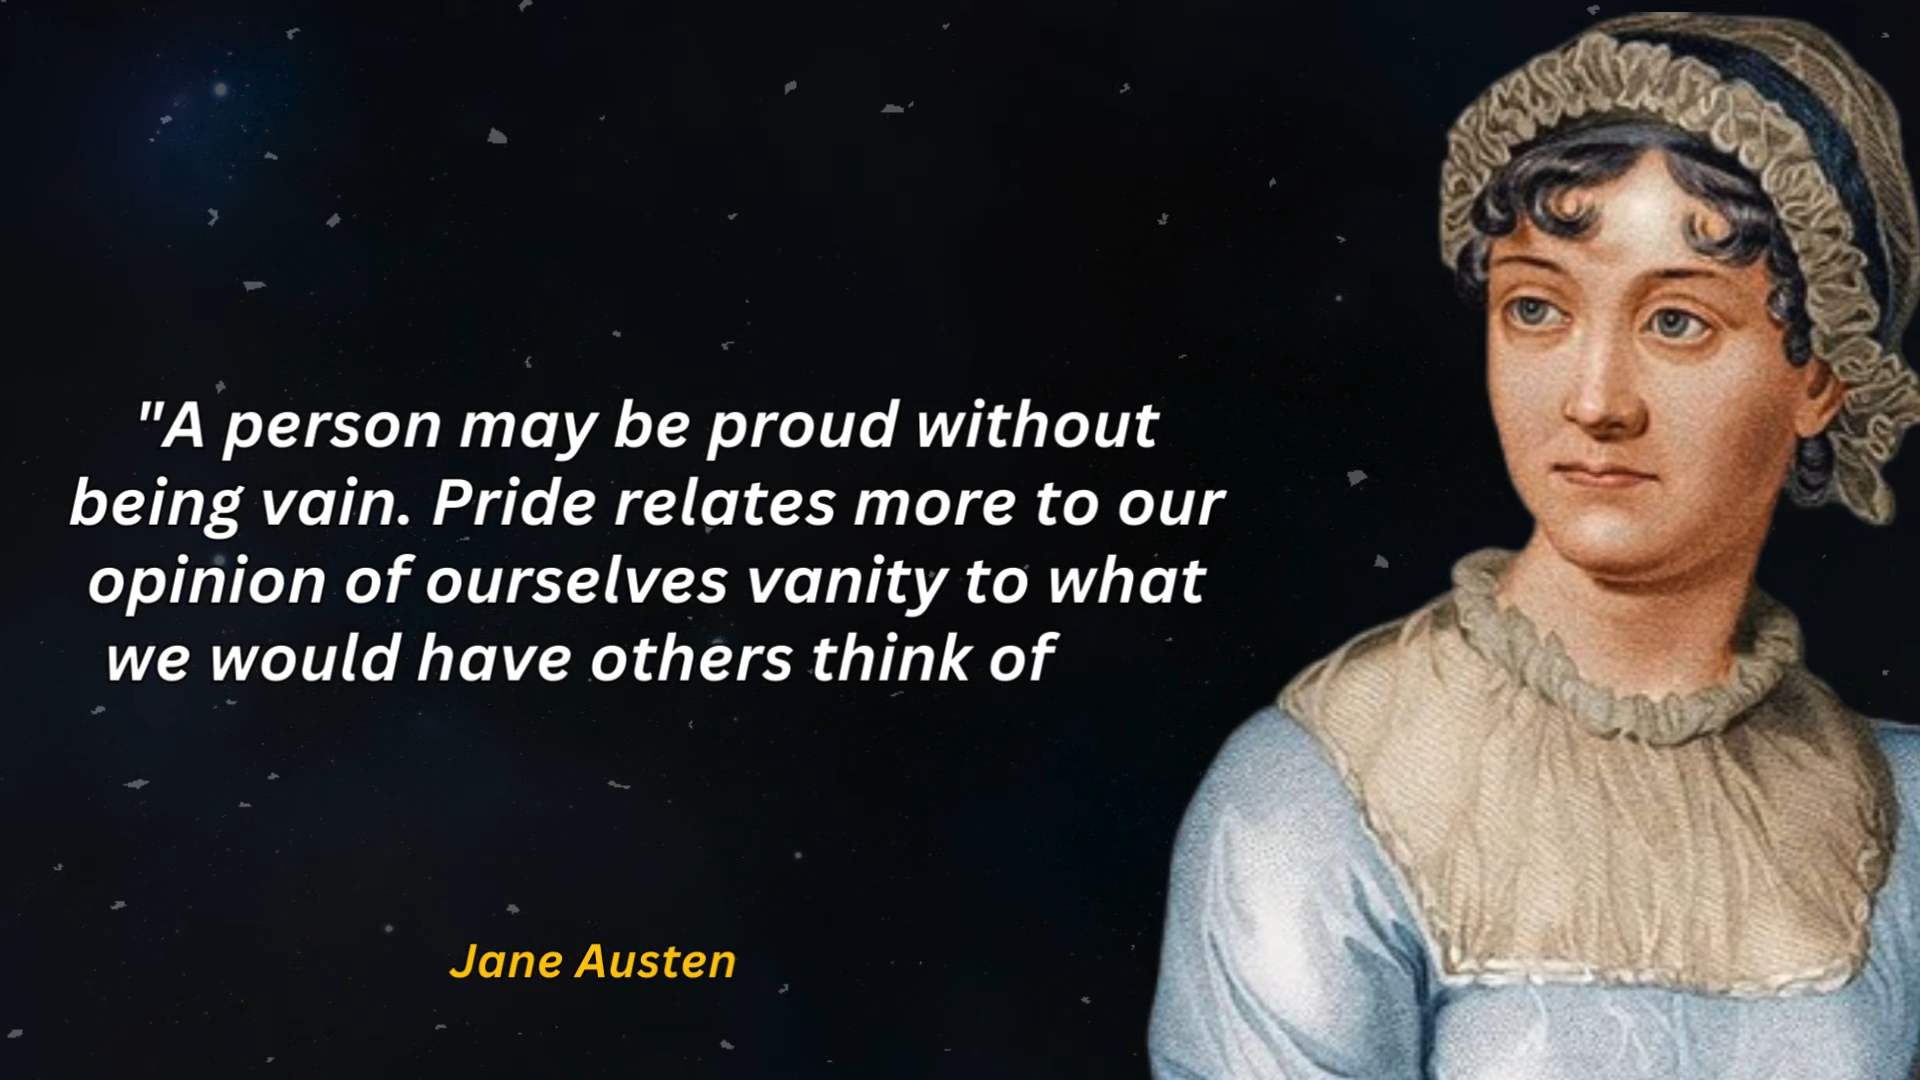 "A person may be proud without
being vain. Pride relates more to our
opinion of ourselves vanity to what
we would have others think of
Jane Austen